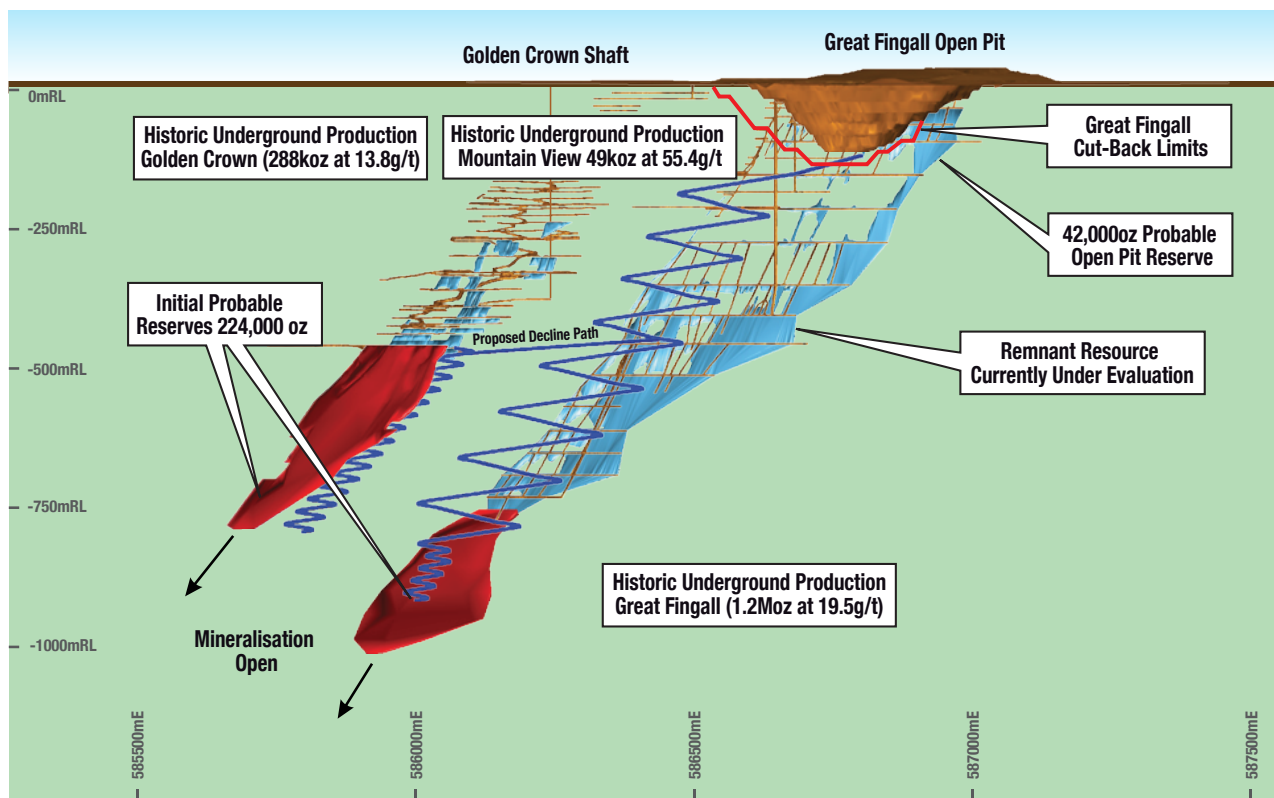 Golden Crown Shaft
Great Fingall Open Pit
0mRL
Historic Underground Production
Golden Crown (288koz at 13.8g/t)
Historic Underground Production
Mountain View 49koz at 55.4g/t
Great Fingall
Cut-Back Limits
-250mRL
42,000oz Probable
Open Pit Reserve
Initial Probable
Reserves 224,000 oz
Proposed Decline Path
Remnant Resource
Currently Under Evaluation
-500mRL
-750mRL
Historic Underground Production
Great Fingall (1.2Moz at 19.5g/t)
Mineralisation
Open
-1000mRL
585500mE
586000mE
586500mE
587000mE
587500mE